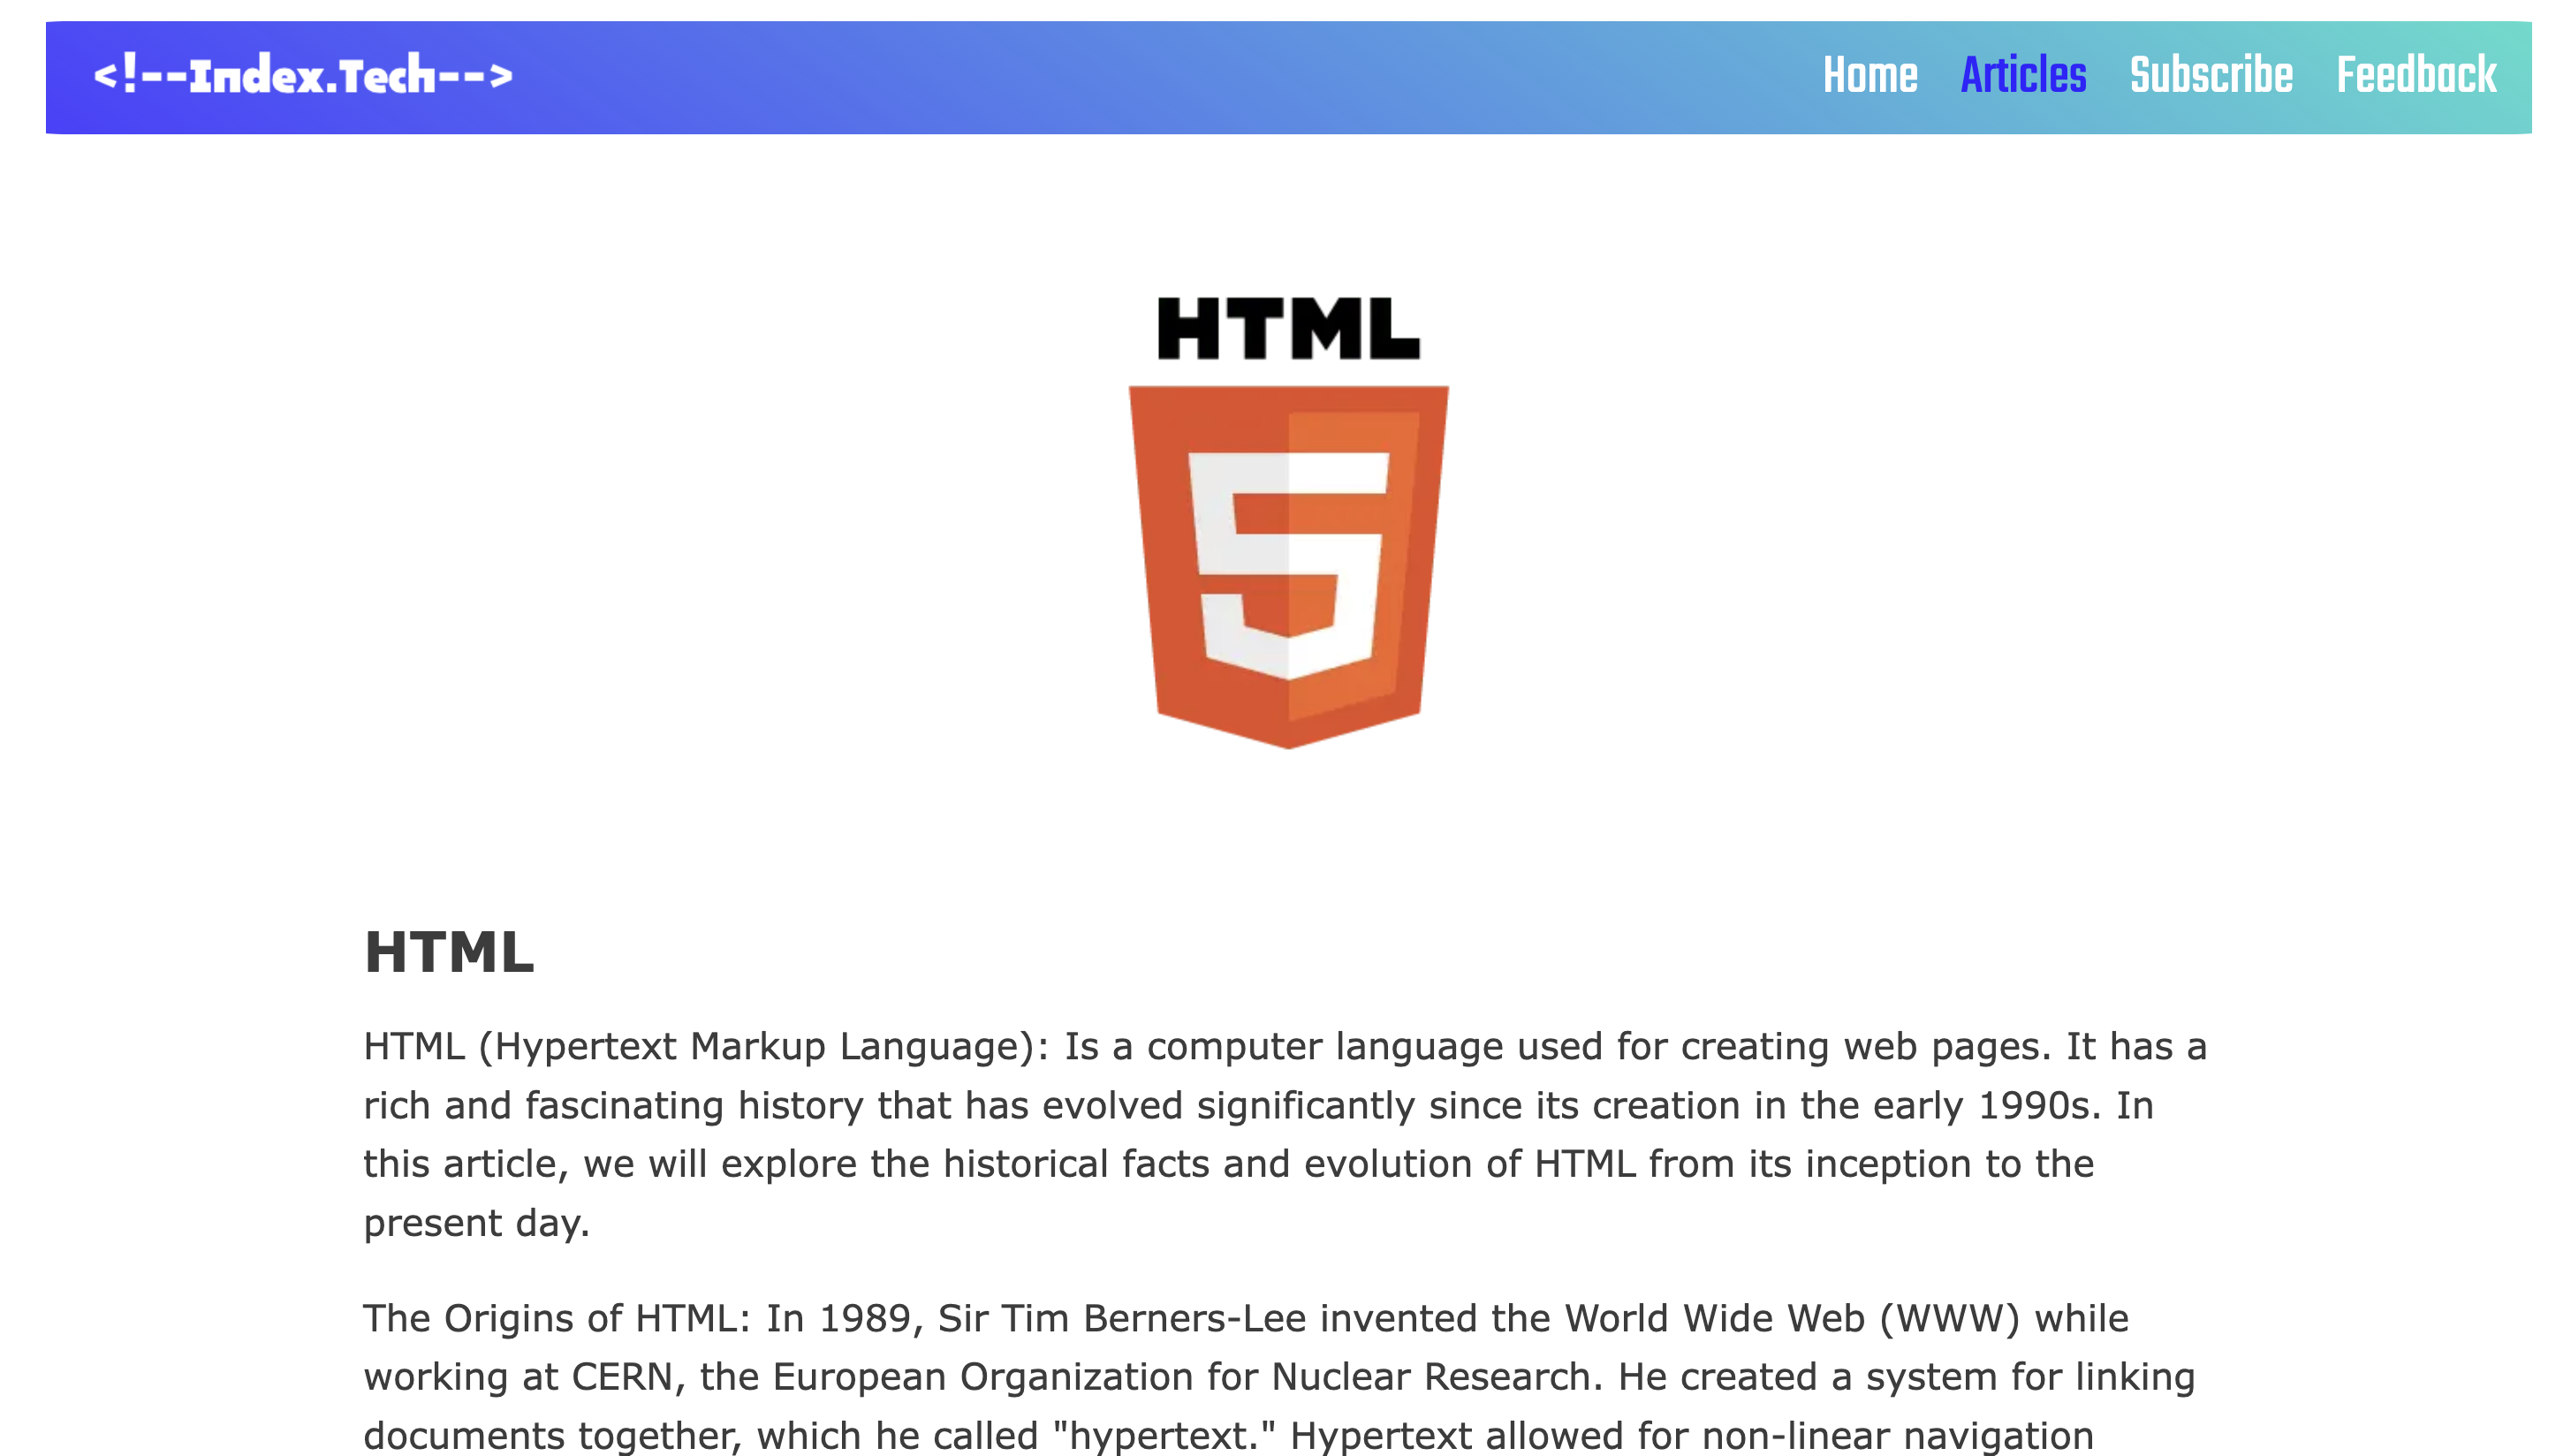 <!--Index.Tech-->
Home Articles Subscribe Feedback
HTML
5
HTML
HTML (Hypertext Markup Language): Is a computer language used for creating web pages. It has a
rich and fascinating history that has evolved significantly since its creation in the early 1990s. In
this article, we will explore the historical facts and evolution of HTML from its inception to the
present day.
The Origins of HTML: In 1989, Sir Tim Berners-Lee invented the World Wide Web (WWW) while
working at CERN, the European Organization for Nuclear Research. He created a system for linking
documents together, which he called "hypertext." Hypertext allowed for non-linear navigation